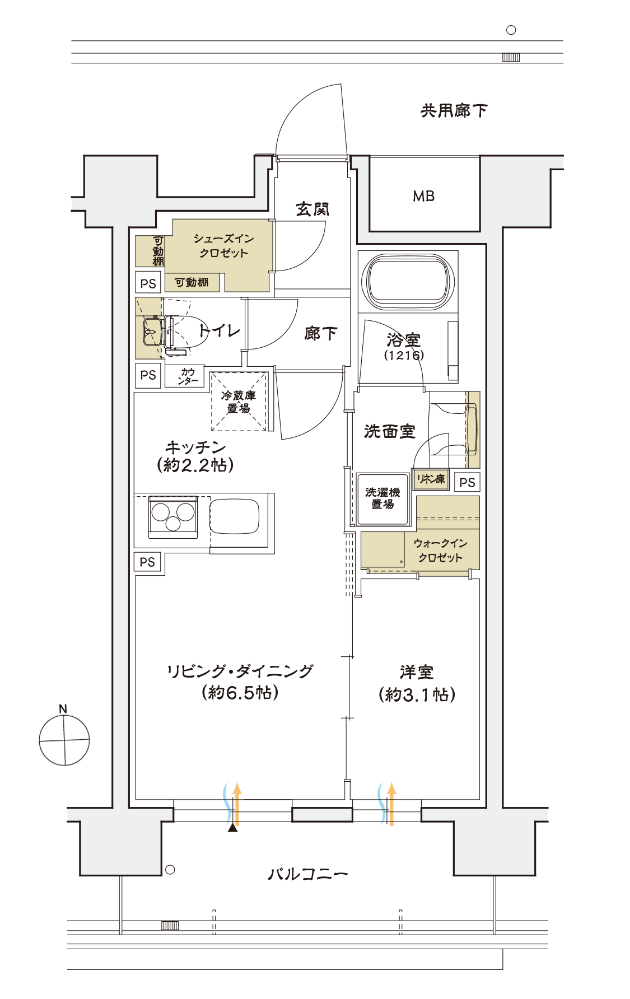 共用廊下
MB
玄関
シューズイン
クロゼット
可動棚
可動棚
PS
トイレ
廊下
浴室
(1216)
PS
カウ
ンター
冷蔵庫
置場
洗面室
キッチン
(約2.2帖)
リネン庫
PS
洗濯機
置場
ウォークイン
クロゼット
PS
リビング・ダイニング
(約6.5帖)
洋室
(約3.1帖)
N
バルコニー